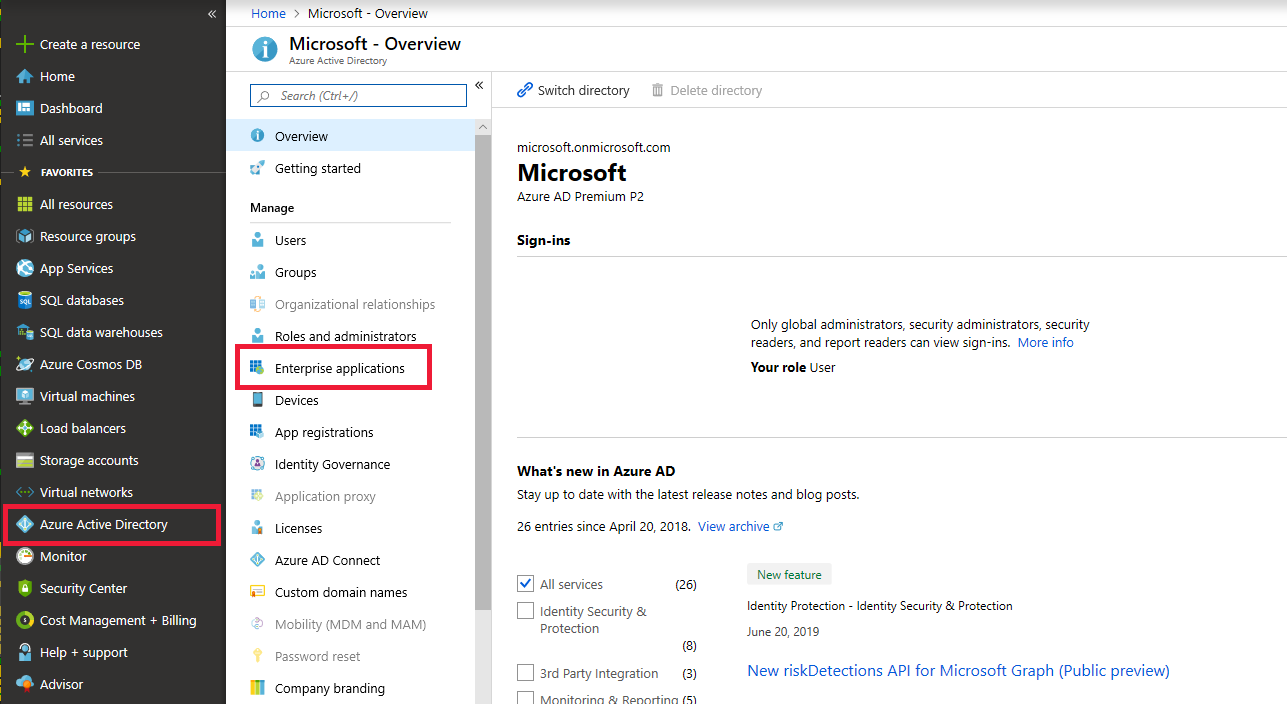 «
Create a resource
Home
Dashboard
All services
FAVORITES
All resources
Resource groups
App Services
SQL databases
SQL data warehouses
Azure Cosmos DB
Virtual machines
Load balancers
Storage accounts
Virtual networks
Azure Active Directory
Monitor
Security Center
Cost Management + Billing
Help + support
Advisor
Home > Microsoft - Overview
Microsoft - Overview
Azure Active Directory
Search (Ctrl+/)
«
Overview
Getting started
Manage
Users
Groups
Organizational relationships
Roles and administrators
Enterprise applications
Devices
App registrations
Identity Governance
Application proxy
Licenses
Azure AD Connect
Custom domain names
Mobility (MDM and MAM)
Password reset
Company branding
Switch directory
Delete directory
microsoft.onmicrosoft.com
Microsoft
Azure AD Premium P2
Sign-ins
Only global administrators, security administrators, security
readers, and report readers can view sign-ins. More info
Your role User
What's new in Azure AD
Stay up to date with the latest release notes and blog posts.
26 entries since April 20, 2018. View archive
All services (26)
Identity Security &
Protection
(8)
3rd Party Integration (3)
Monitoring & Reporting (5)
New feature
Identity Protection - Identity Security & Protection
June 20, 2019
New riskDetections API for Microsoft Graph (Public preview)